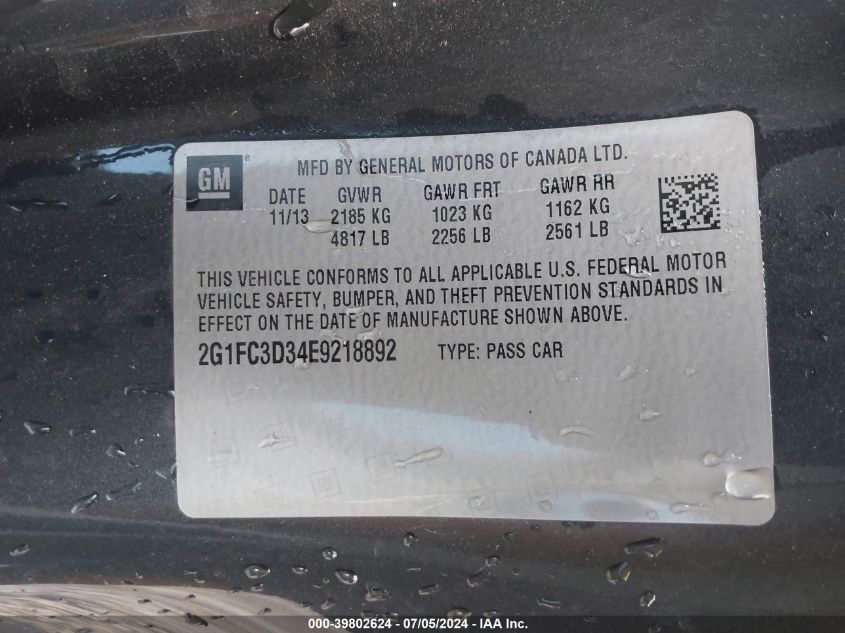 GM ®
MFD BY GENERAL MOTORS OF CANADA LTD.
DATE GVWR GAWR FRT GAWR RR
11/13 2185 KG 1023 KG 1162 KG
4817 LB 2256 LB 2561 LB
THIS VEHICLE CONFORMS TO ALL APPLICABLE U.S. FEDERAL MOTOR
VEHICLE SAFETY, BUMPER, AND THEFT PREVENTION STANDARDS IN
EFFECT ON THE DATE OF MANUFACTURE SHOWN ABOVE.
2G1FC3D34E9218892 TYPE: PASS CAR
000-39802624 - 07/05/2024 - IAAI Inc.